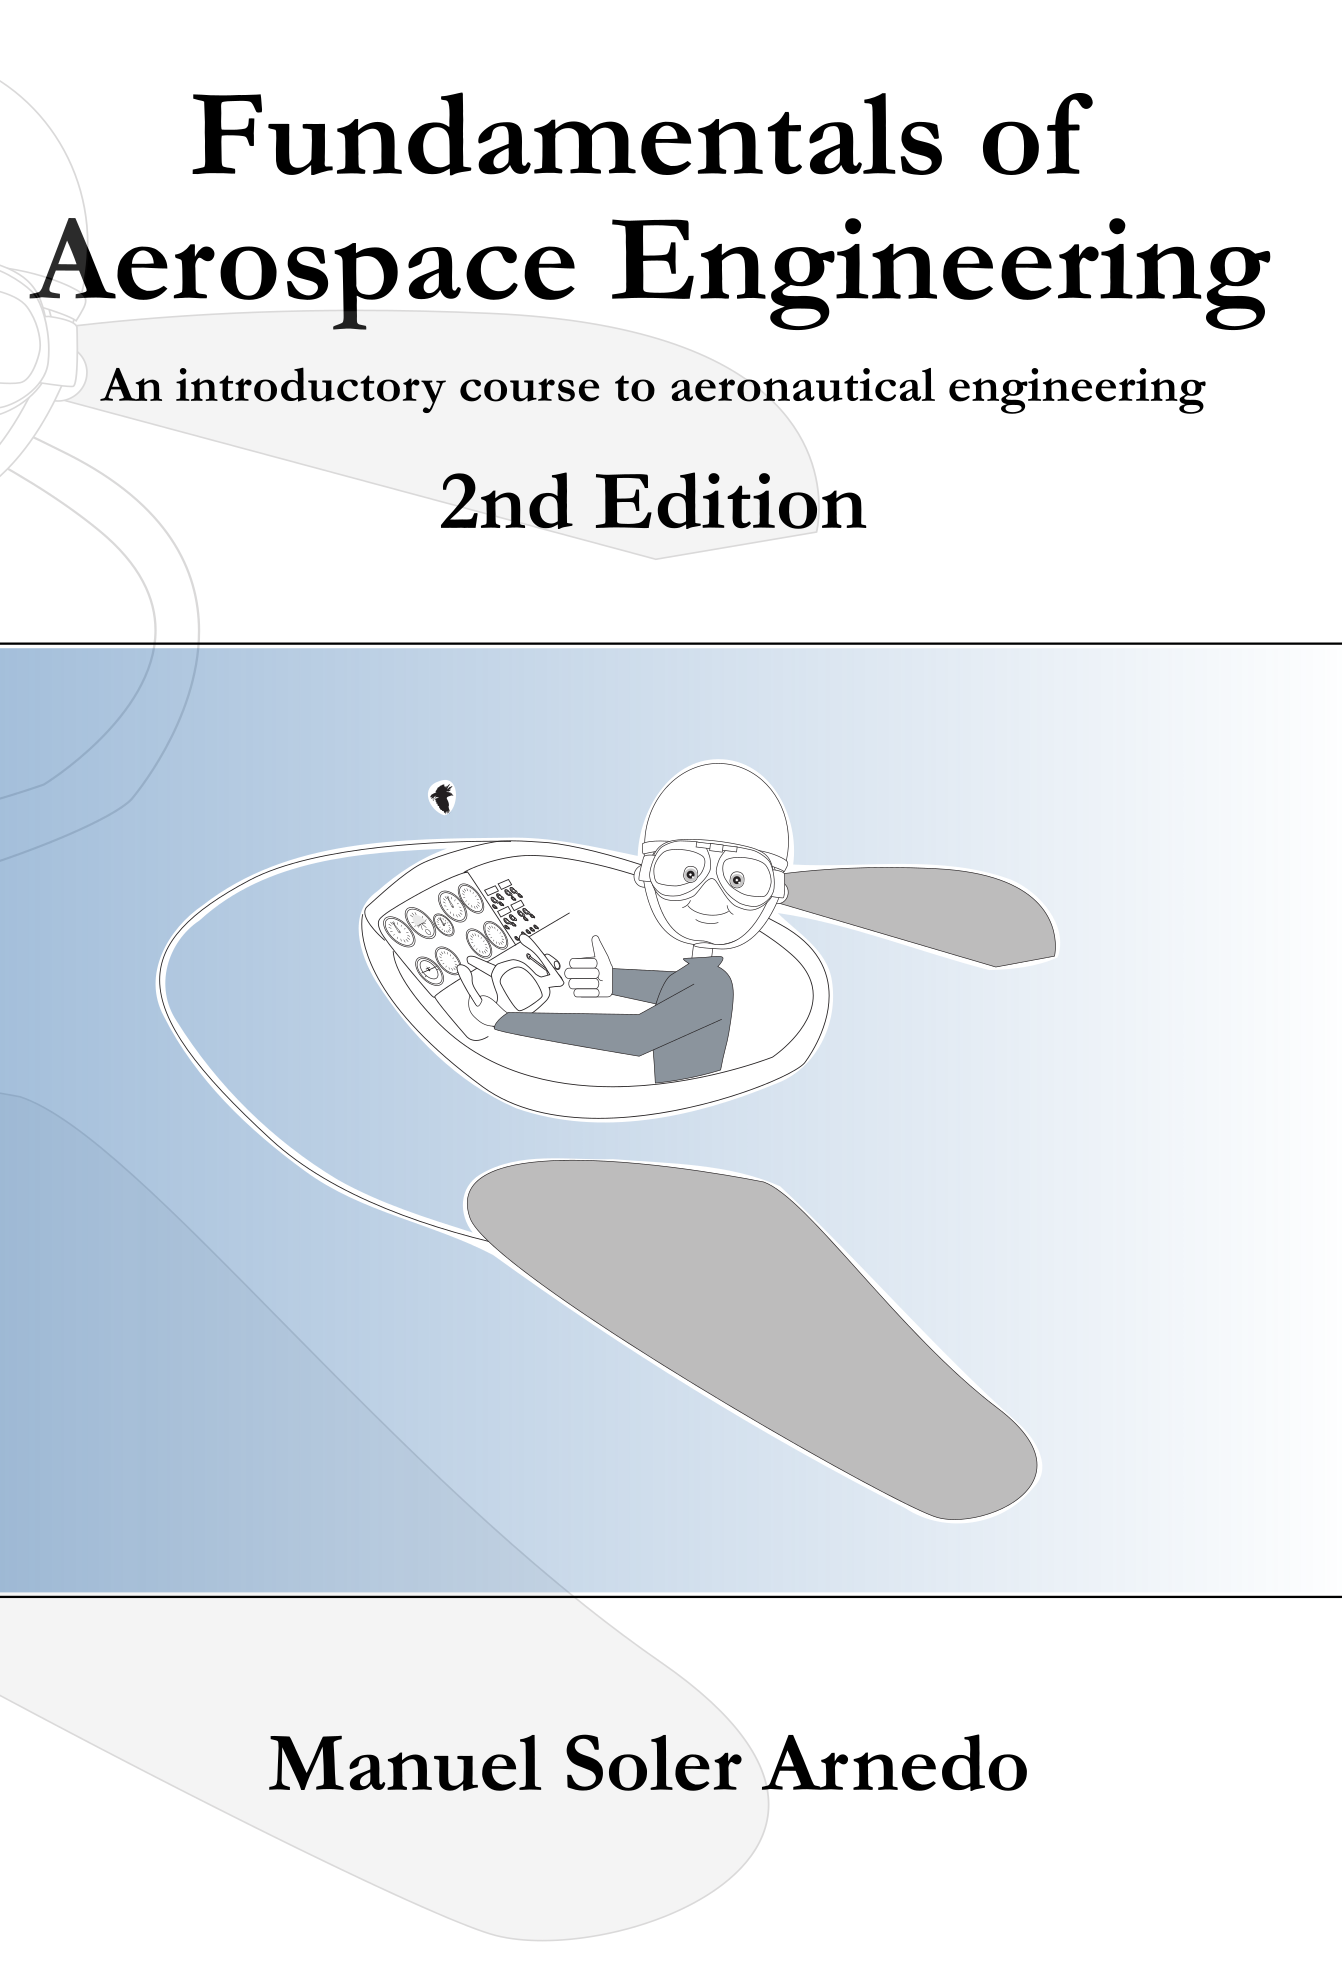 Fundamentals of
Aerospace Engineering
An introductory course to aeronautical engineering
2nd Edition
Manuel Soler Arnedo